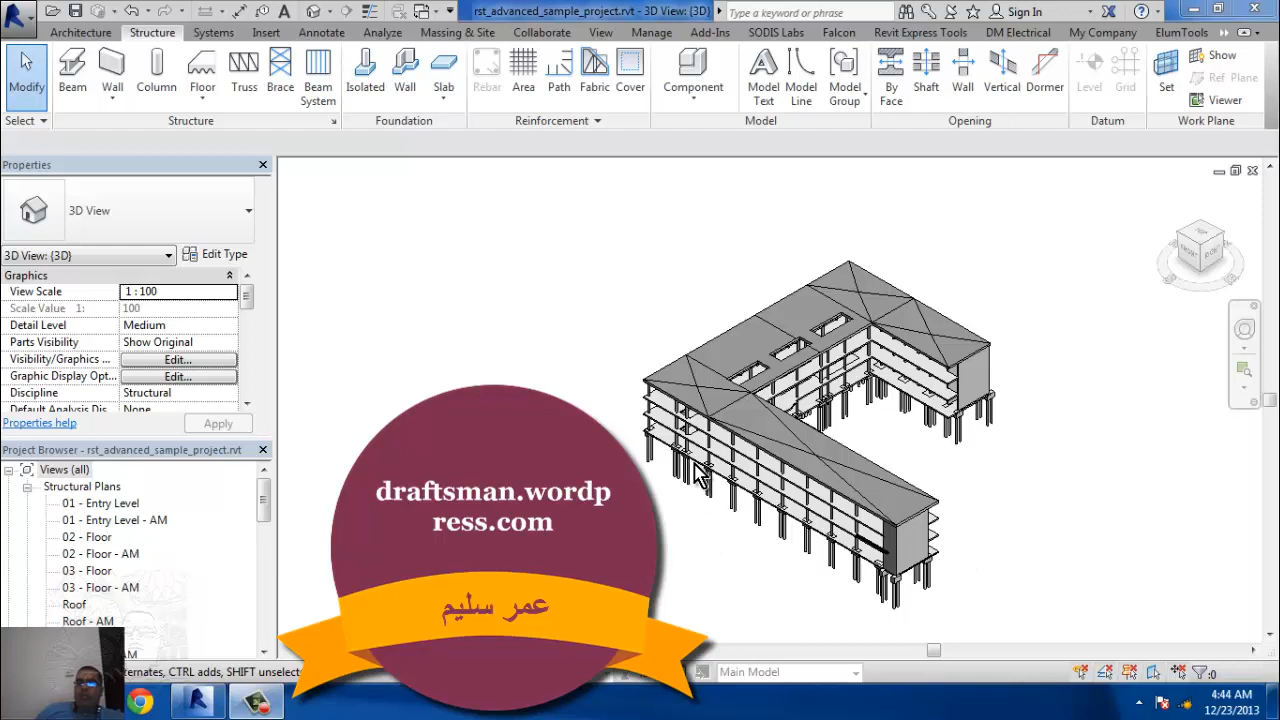 rst_advanced_sample_project.rvt - 3D View: {3D}
Type a keyword or phrase
Sign In
Architecture Structure Systems Insert Annotate Analyze Massing & Site Collaborate View Manage Add-Ins SODIS Labs Falcon Revit Express Tools DM Electrical My Company ElumTools
Modify Beam Wall Column Floor Truss Brace Beam System Isolated Wall Slab Rebar Area Path Fabric Cover Component Model Text Model Line Model Group By Face Shaft Wall Vertical Dormer Level Grid Set Show Ref Plane Viewer
Select Structure Foundation Reinforcement Model Opening Datum Work Plane
Properties
3D View
3D View: {3D} Edit Type
Graphics
View Scale 1 : 100
Scale Value 1: 100
Detail Level Medium
Parts Visibility Show Original
Visibility/Graphics ... Edit...
Graphic Display Opt... Edit...
Discipline Structural
Default Analysis Dis... None
Properties help Apply
Project Browser - rst_advanced_sample_project.rvt
Views (all)
Structural Plans
01 - Entry Level
01 - Entry Level - AM
02 - Floor
02 - Floor - AM
03 - Floor
03 - Floor - AM
Roof
Roof - AM
TOP
FRONT
draftsman.wordp
ress.com
عمر سليم
ternates, CTRL adds, SHIFT unselect
Main Model
:0
4:44 AM
12/23/2013